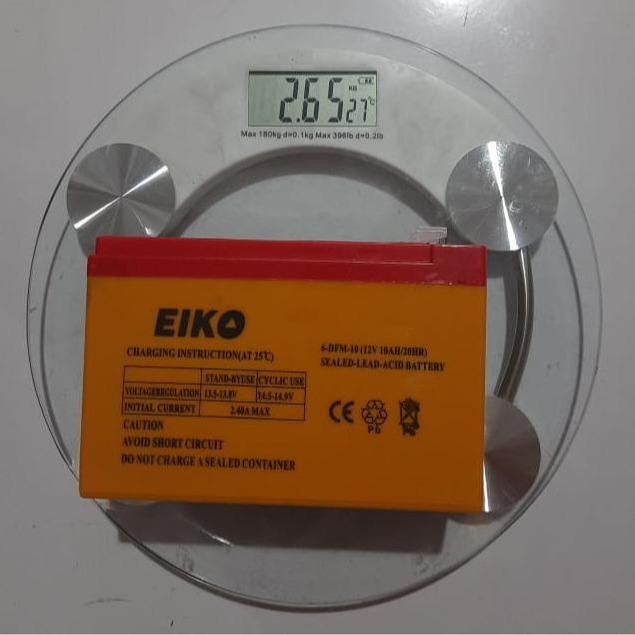 2.65 KG 27°C
Max 180kg d=0.1kg Max 396lb d=0.2lb
EIKO
CHARGING INSTRUCTION(AT 25℃)
STAND-BYUSE CYCLIC USE
VOLTAGEREGULATION 13.5-13.8V 14.5-14.9V
INITIAL CURRENT 2.40A MAX
CAUTION
AVOID SHORT CIRCUIT
DO NOT CHARGE A SEALED CONTAINER
6-DFM-10 (12V 10AH/20HR)
SEALED-LEAD-ACID BATTERY
CE
Pb